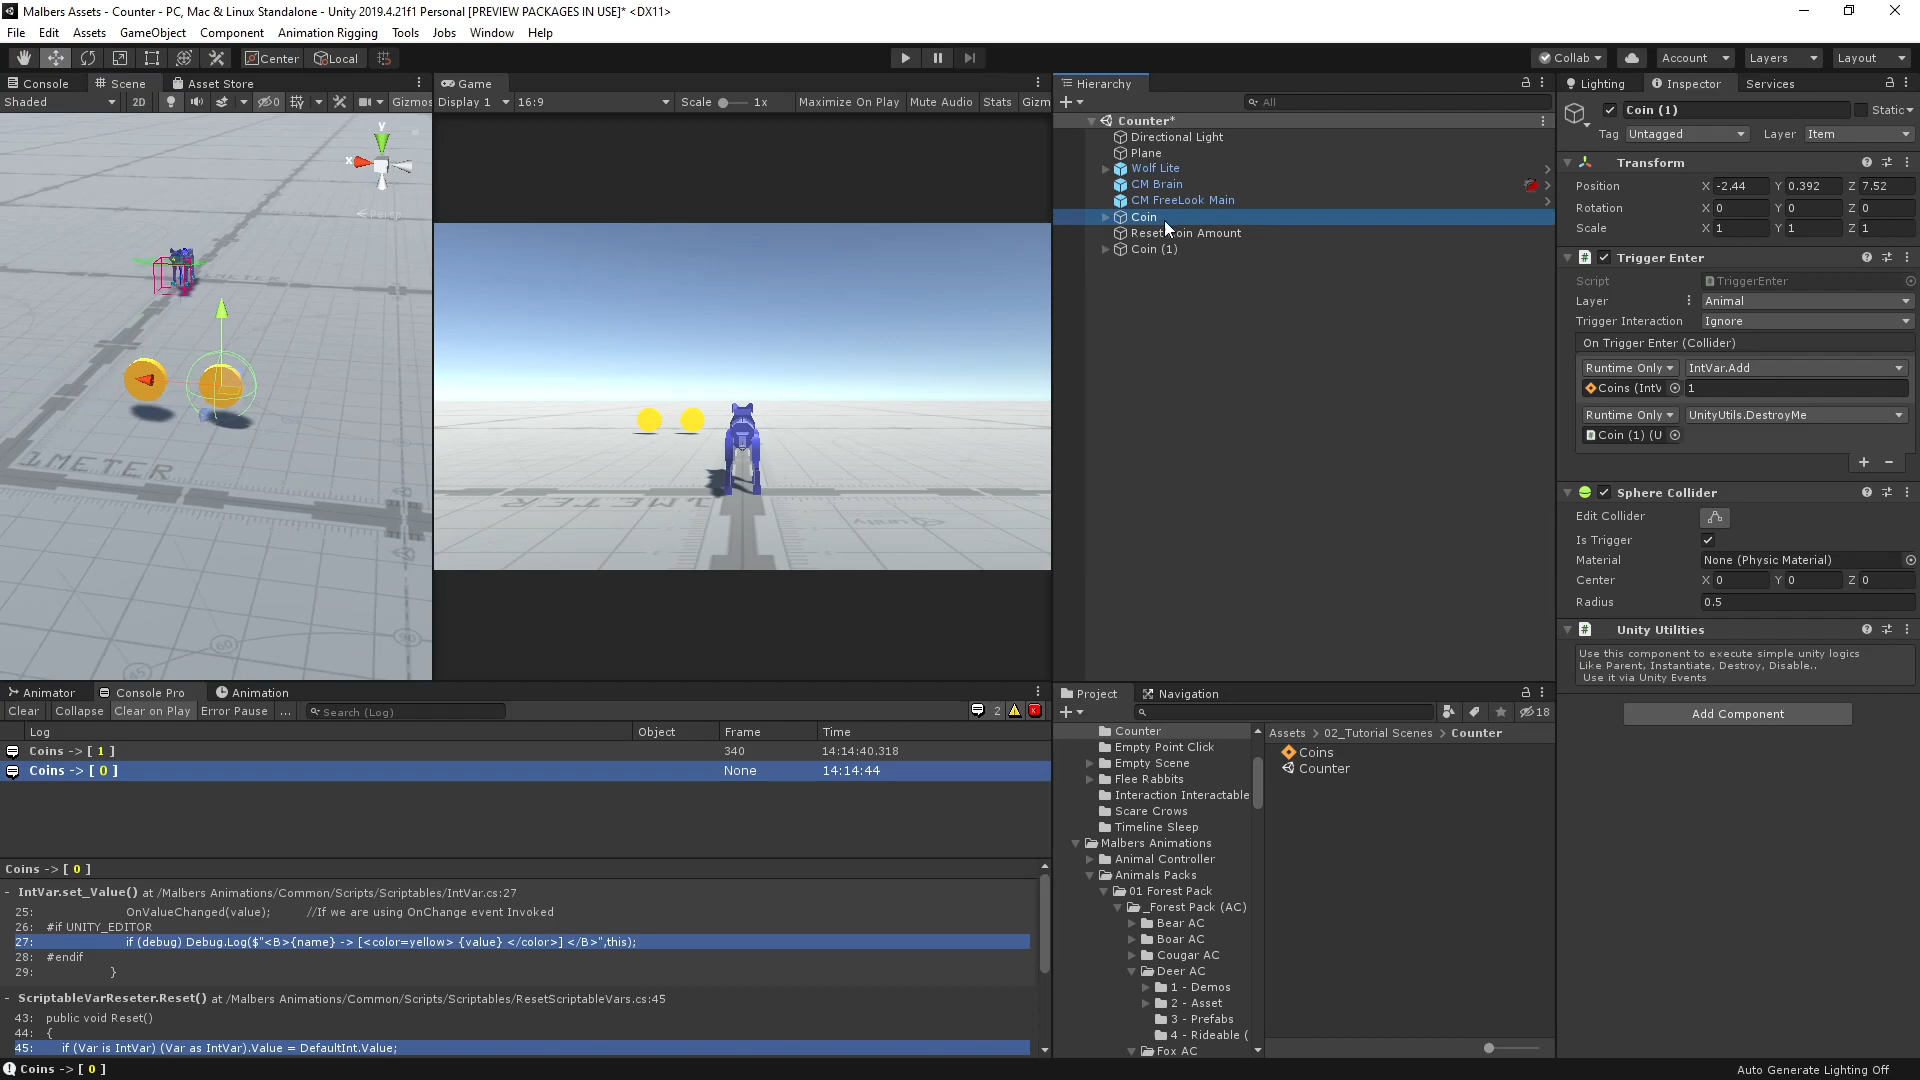 Malbers Assets - Counter - PC, Mac & Linux Standalone - Unity 2019.4.21f1 Personal [PREVIEW PACKAGES IN USE]* <DX11>
File Edit Assets GameObject Component Animation Rigging Tools Jobs Window Help
Center Local Collab Account Layers Layout
Console Scene Asset Store
Shaded 2D 0 Gizmos
Game
Display 1 16:9 Scale 1x Maximize On Play Mute Audio Stats Gizm
y
x
Persp
1METER
60
Hierarchy
All
Counter*
Directional Light
Plane
Wolf Lite
CM Brain
CM FreeLook Main
Coin
Reset Coin Amount
Coin (1)
Lighting Inspector Services
Coin (1) Static
Tag Untagged Layer Item
Transform
Position X -2.44 Y 0.392 Z 7.52
Rotation X 0 Y 0 Z 0
Scale X 1 Y 1 Z 1
Trigger Enter
Script TriggerEnter
Layer Animal
Trigger Interaction Ignore
On Trigger Enter (Collider)
Runtime Only IntVar.Add
Coins (IntV 1
Runtime Only UnityUtils.DestroyMe
Coin (1) (U
+ -
Sphere Collider
Edit Collider
Is Trigger
Material None (Physic Material)
Center X 0 Y 0 Z 0
Radius 0.5
Unity Utilities
Use this component to execute simple unity logics
Like Parent, Instantiate, Destroy, Disable..
Use it via Unity Events
Add Component
Animator Console Pro Animation
Clear Collapse Clear on Play Error Pause ... Search (Log) 2
Log Object Frame Time
Coins -> [ 1 ] 340 14:14:40.318
Coins -> [ 0 ] None 14:14:44
Coins -> [ 0 ]
- IntVar.set_Value() at /Malbers Animations/Common/Scripts/Scriptables/IntVar.cs:27
25: OnValueChanged(value); //If we are using OnChange event Invoked
26: #if UNITY_EDITOR
27: if (debug) Debug.Log($"<B>{name} -> [<color=yellow> {value} </color>] </B>",this);
28: #endif
29: }
- ScriptableVarReseter.Reset() at /Malbers Animations/Common/Scripts/Scriptables/ResetScriptableVars.cs:45
43: public void Reset()
44: {
45: if (Var is IntVar) (Var as IntVar).Value = DefaultInt.Value;
Coins -> [ 0 ]
Project Navigation
18
Counter
Empty Point Click
Empty Scene
Flee Rabbits
Interaction Interactable
Scare Crows
Timeline Sleep
Malbers Animations
Animal Controller
Animals Packs
01 Forest Pack
_Forest Pack (AC)
Bear AC
Boar AC
Cougar AC
Deer AC
1 - Demos
2 - Asset
3 - Prefabs
4 - Rideable (
Fox AC
Assets > 02_Tutorial Scenes > Counter
Coins
Counter
Auto Generate Lighting Off